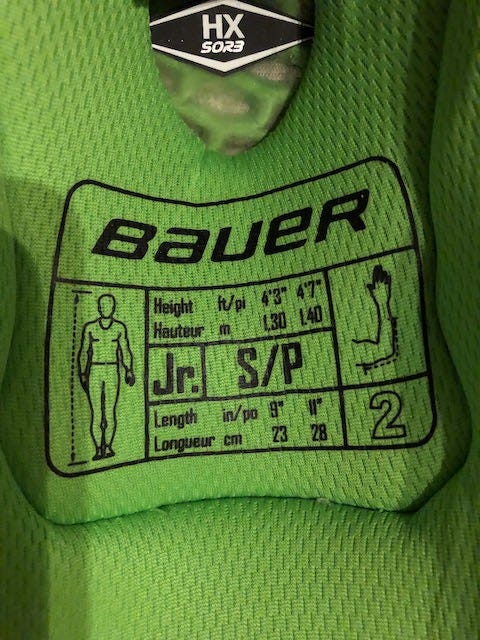 HX
SORB
BAUER
Height ft/pi 4'3" 4'7"
Hauteur m 1.30 1.40
Jr. S/P
Length in/po 9" 11"
Longueur cm 23 28
2